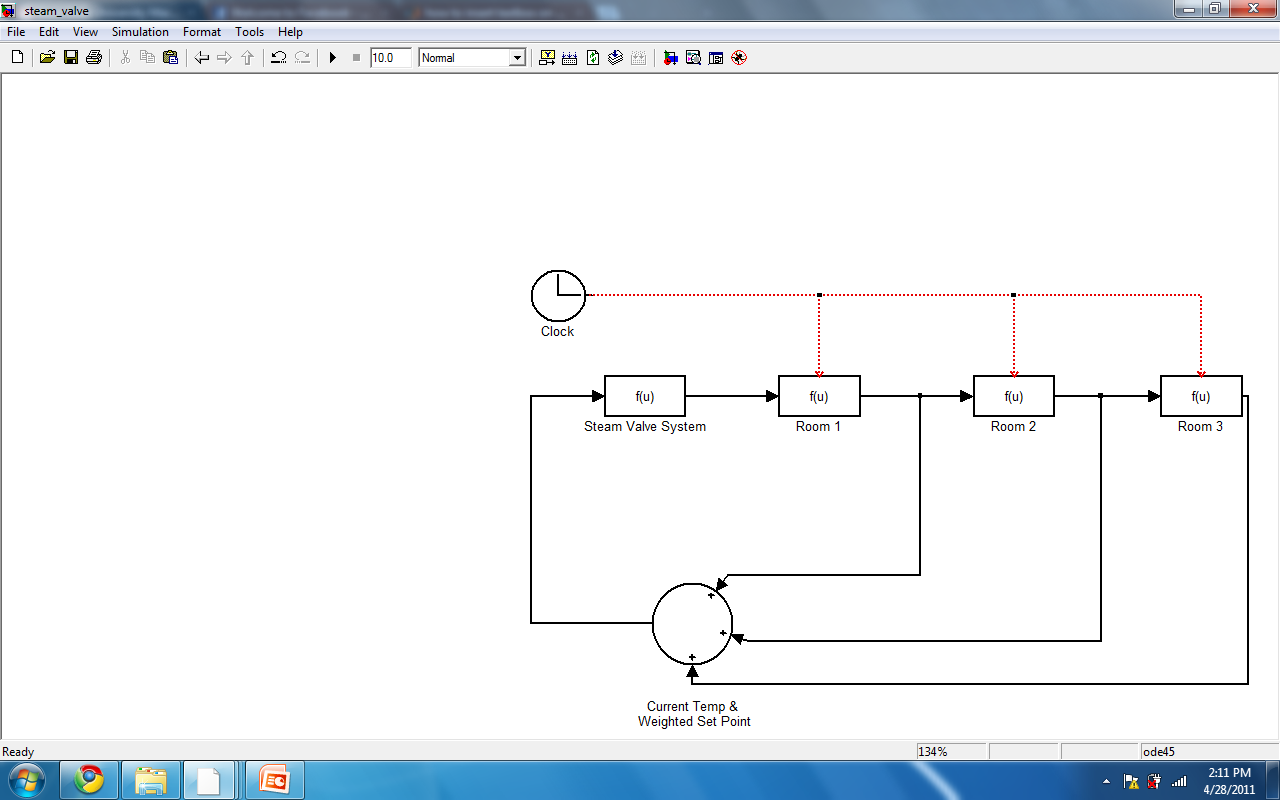 steam_valve
File Edit View Simulation Format Tools Help
10.0 Normal
Clock
f(u) f(u) f(u) f(u)
Steam Valve System Room 1 Room 2 Room 3
+
+
+
Current Temp &
Weighted Set Point
Ready 134% ode45
2:11 PM
4/28/2011